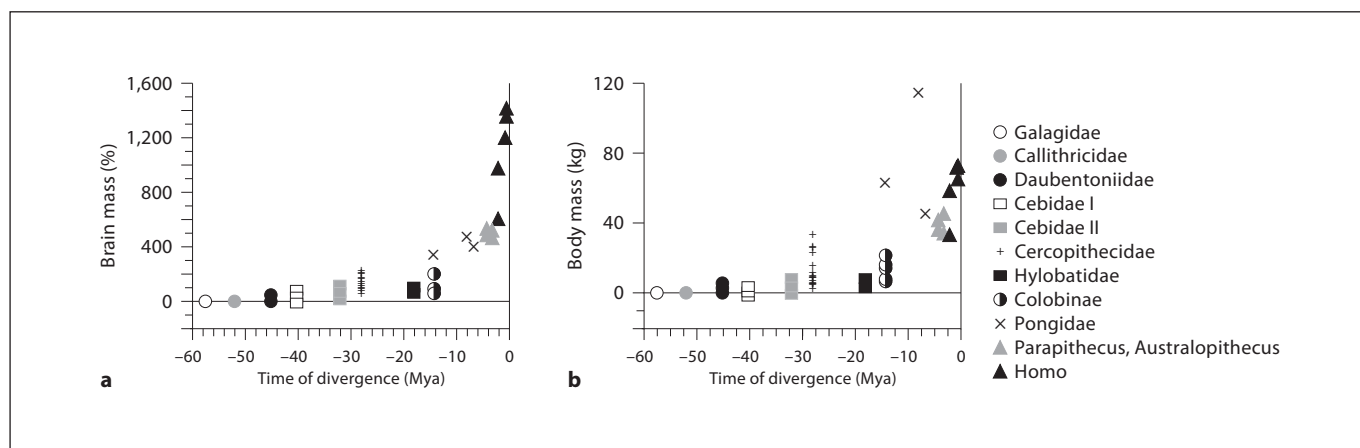 1,600
1,200
800
400
0
Brain mass (%)
−60 −50 −40 −30 −20 −10 0
Time of divergence (Mya)
a
120
80
40
0
Body mass (kg)
−60 −50 −40 −30 −20 −10 0
Time of divergence (Mya)
b
Galagidae
Callithricidae
Daubentoniidae
Cebidae I
Cebidae II
Cercopithecidae
Hylobatidae
Colobinae
Pongidae
Parapithecus, Australopithecus
Homo